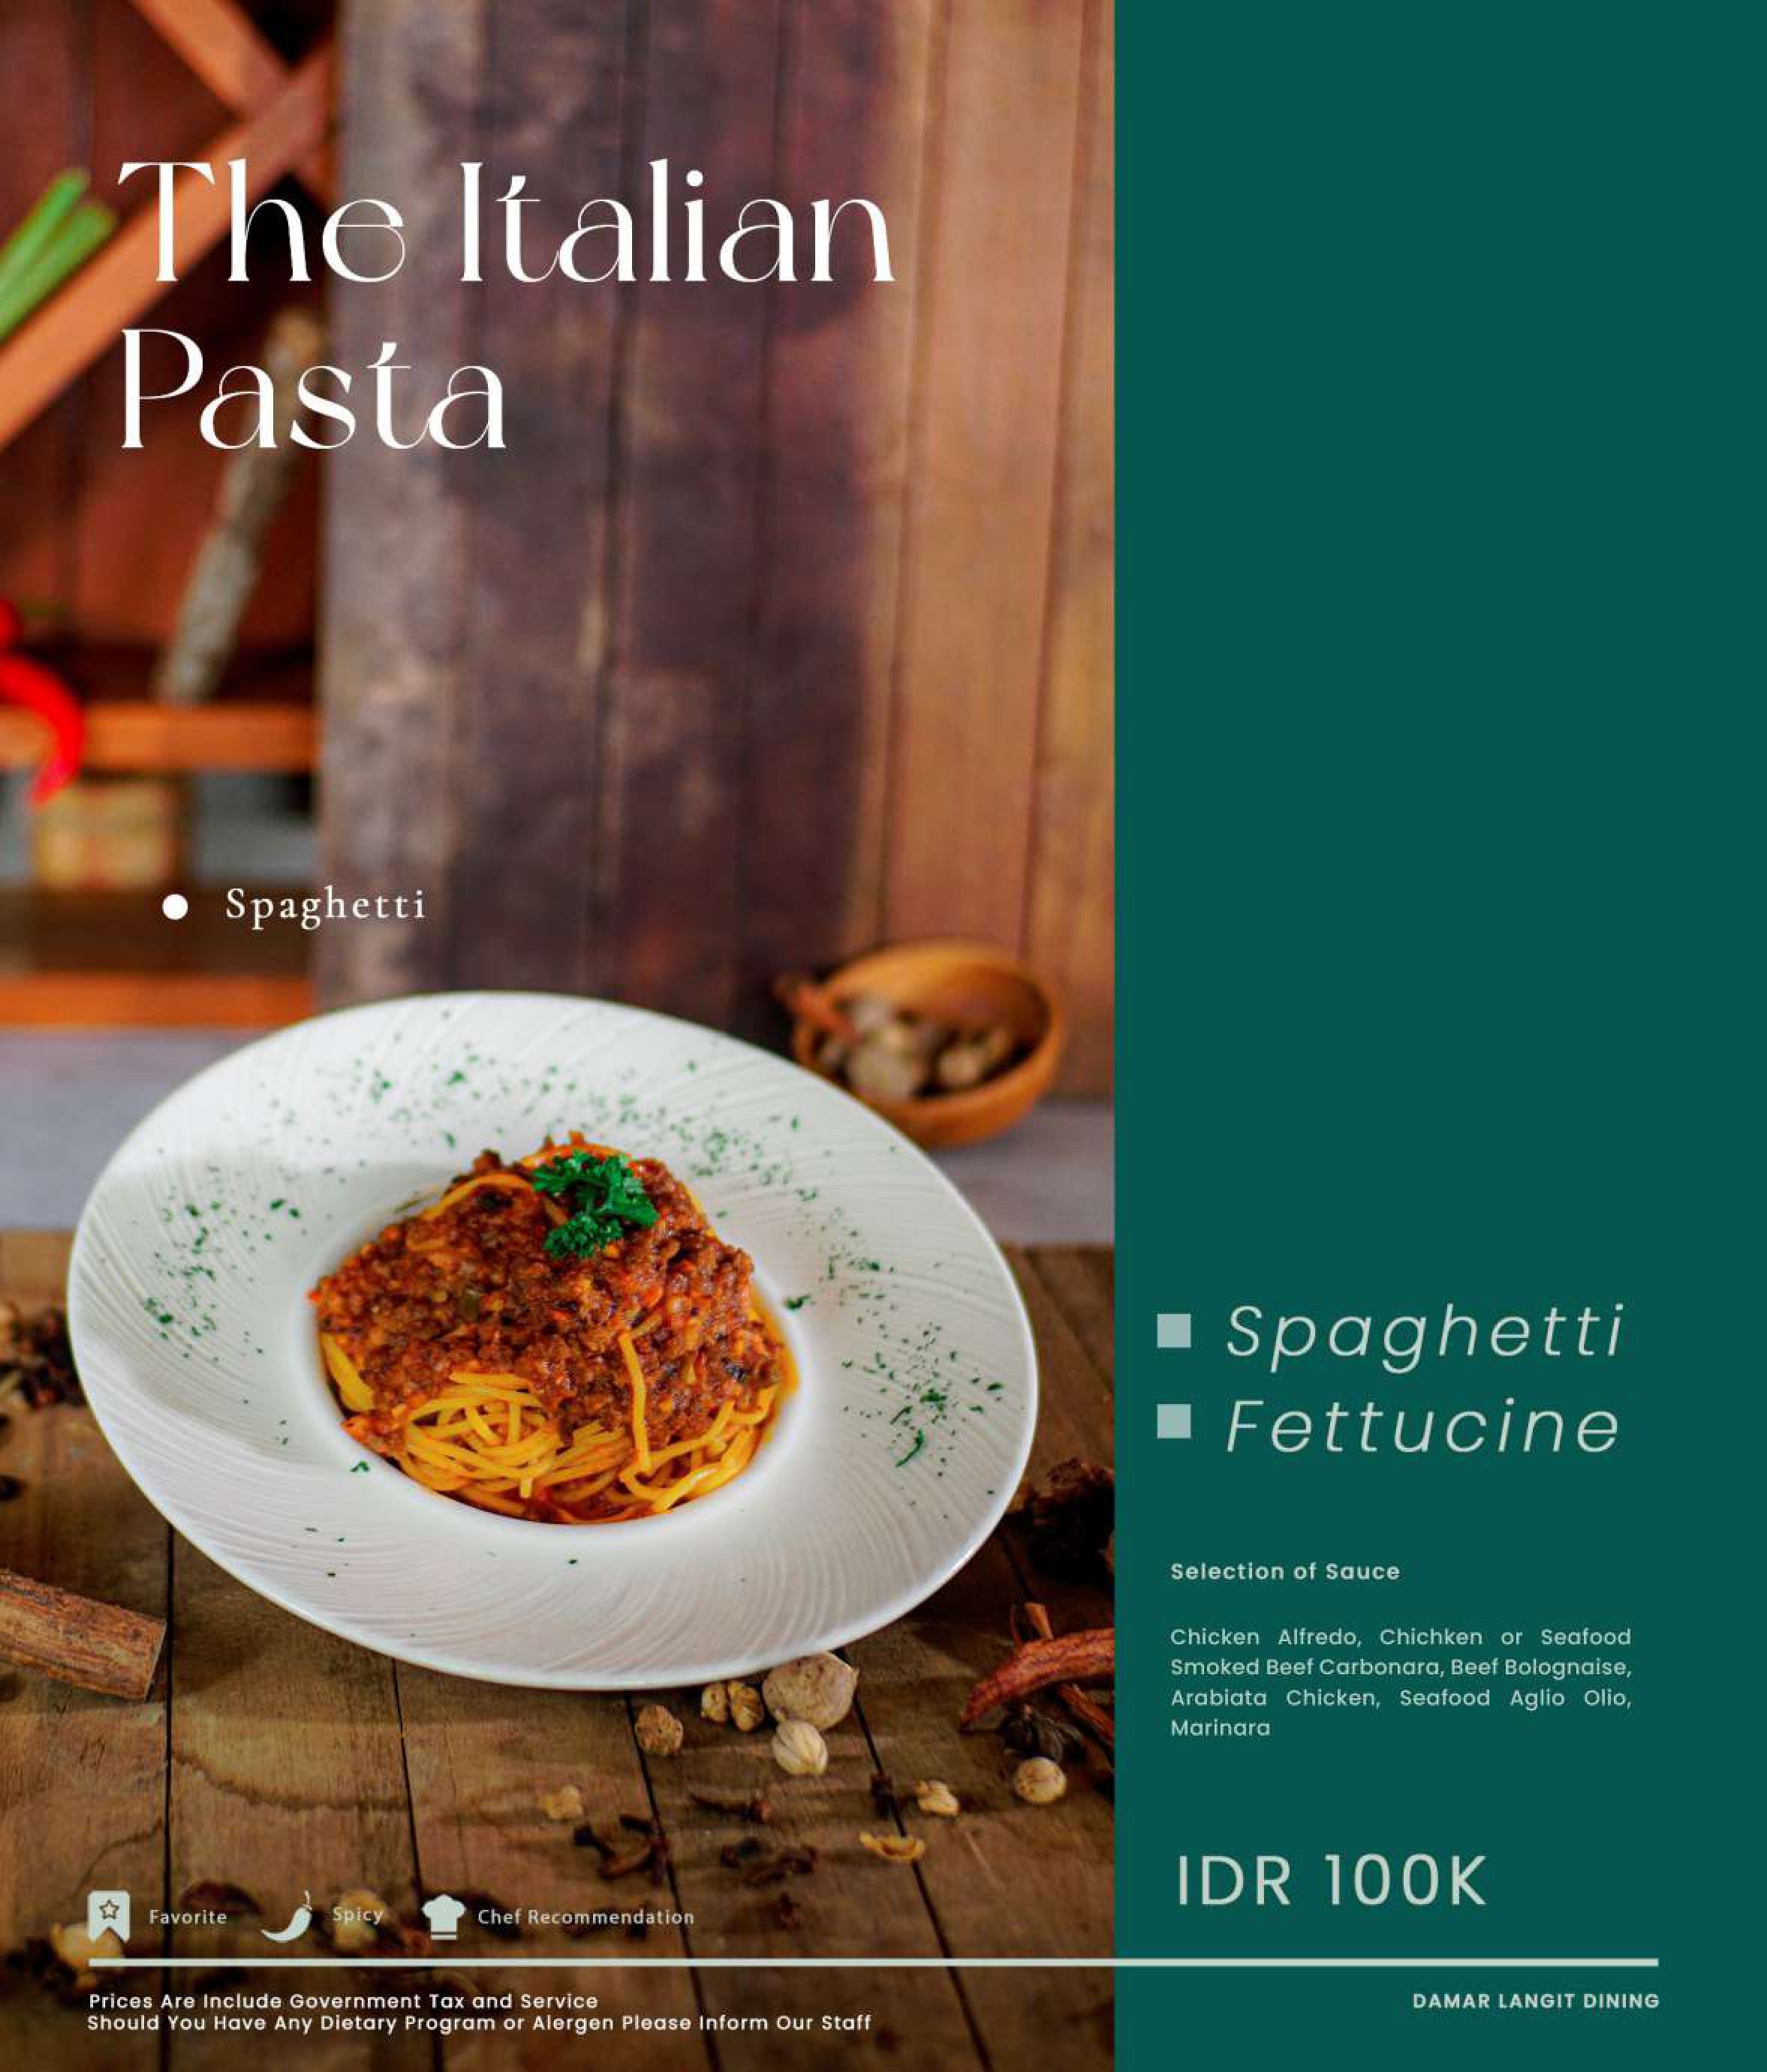 The Italian
Pasta
Spaghetti
Spaghetti
Fettucine
Selection of Sauce
Chicken Alfredo, Chichken or Seafood
Smoked Beef Carbonara, Beef Bolognaise,
Arabiata Chicken, Seafood Aglio Olio,
Marinara
IDR 100K
Favorite Spicy Chef Recommendation
Prices Are Include Government Tax and Service
Should You Have Any Dietary Program or Alergen Please Inform Our Staff
DAMAR LANGIT DINING